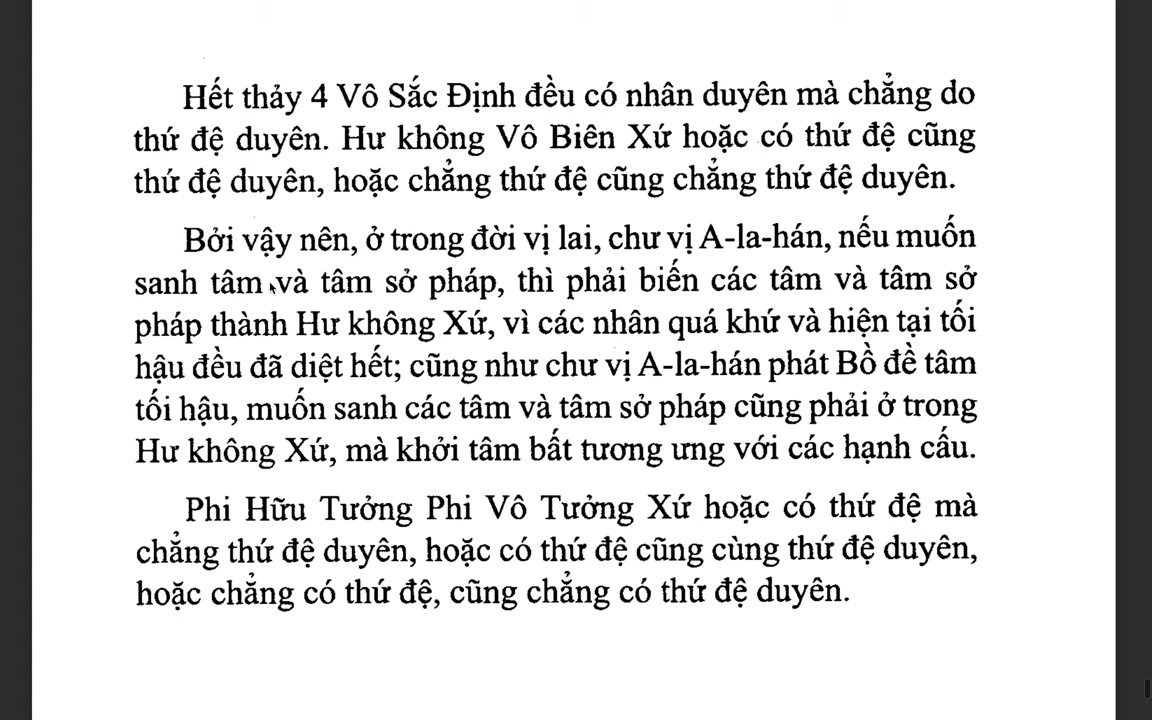 Hết thảy 4 Vô Sắc Định đều có nhân duyên mà chẳng do
thứ đệ duyên. Hư không Vô Biên Xứ hoặc có thứ đệ cũng
thứ đệ duyên, hoặc chẳng thứ đệ cũng chẳng thứ đệ duyên.
Bởi vậy nên, ở trong đời vị lai, chư vị A-la-hán, nếu muốn
sanh tâm và tâm sở pháp, thì phải biến các tâm và tâm sở
pháp thành Hư không Xứ, vì các nhân quá khứ và hiện tại tối
hậu đều đã diệt hết; cũng như chư vị A-la-hán phát Bồ đề tâm
tối hậu, muốn sanh các tâm và tâm sở pháp cũng phải ở trong
Hư không Xứ, mà khởi tâm bất tương ưng với các hạnh cấu.
Phi Hữu Tưởng Phi Vô Tưởng Xứ hoặc có thứ đệ mà
chẳng thứ đệ duyên, hoặc có thứ đệ cũng cùng thứ đệ duyên,
hoặc chẳng có thứ đệ, cũng chẳng có thứ đệ duyên.